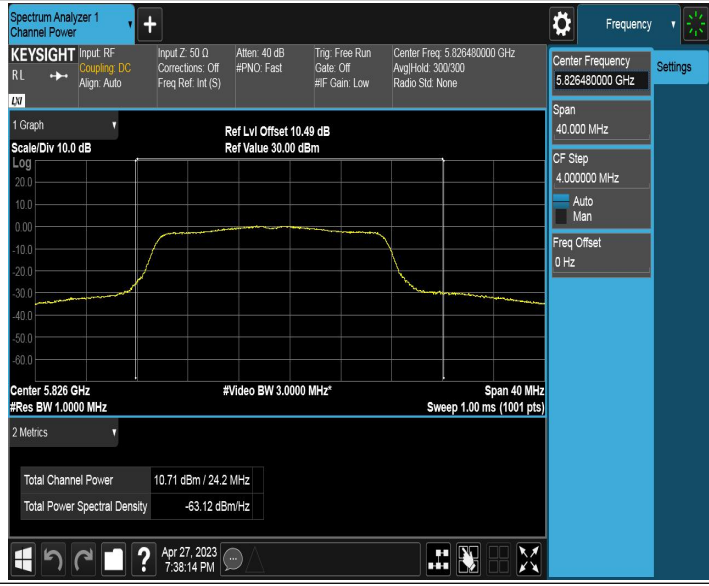 Spectrum Analyzer 1
Channel Power
Frequency
KEYSIGHT
R L
LXI
Input: RF
Coupling: DC
Align: Auto
Input Z: 50 Ω
Corrections: Off
Freq Ref: Int (S)
Atten: 40 dB
#PNO: Fast
Trig: Free Run
Gate: Off
#IF Gain: Low
Center Freq: 5.826480000 GHz
Avg|Hold: 300/300
Radio Std: None
Center Frequency
5.826480000 GHz
Settings
Span
40.000 MHz
CF Step
4.000000 MHz
Auto
Man
Freq Offset
0 Hz
1 Graph
Scale/Div 10.0 dB
Ref Lvl Offset 10.49 dB
Ref Value 30.00 dBm
Log
20.0
10.0
0.00
-10.0
-20.0
-30.0
-40.0
-50.0
-60.0
Center 5.826 GHz
#Video BW 3.0000 MHz*
Span 40 MHz
#Res BW 1.0000 MHz
Sweep 1.00 ms (1001 pts)
2 Metrics
Total Channel Power 10.71 dBm / 24.2 MHz
Total Power Spectral Density -63.12 dBm/Hz
?
Apr 27, 2023
7:38:14 PM